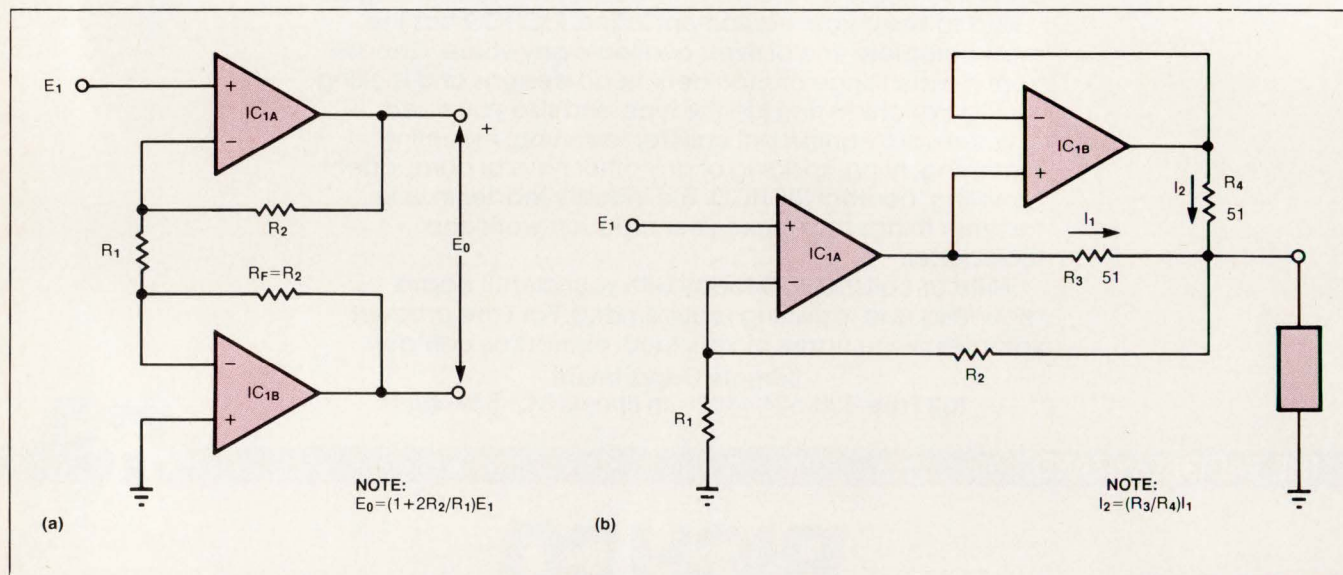 E₁
+
IC₁A
−
+
E₀
R₂
R₁
R_F=R₂
−
IC₁B
+
NOTE:
E₀=(1+2R₂/R₁)E₁
(a)
−
IC₁B
+
I₂
R₄
51
E₁
+
IC₁A
−
I₁
R₃
51
R₂
R₁
NOTE:
I₂=(R₃/R₄)I₁
(b)